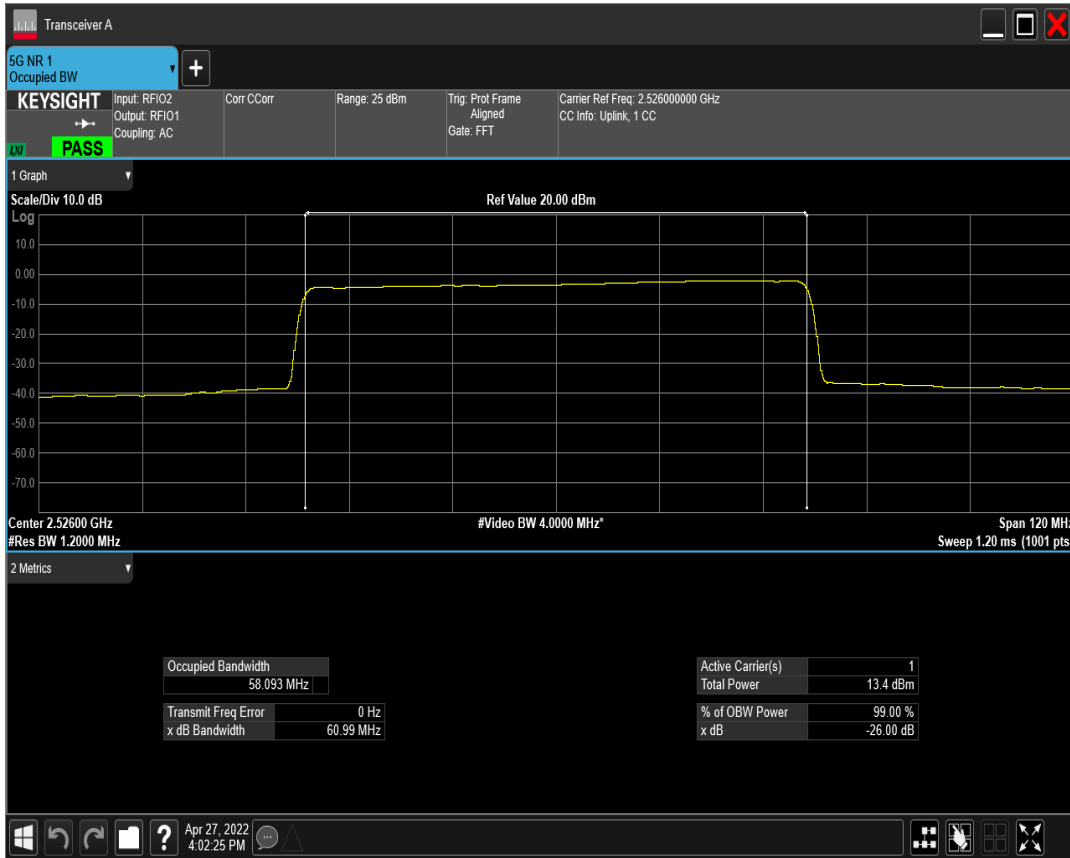 Transceiver A
5G NR 1
Occupied BW
+
KEYSIGHT
LXI
PASS
Input: RFIO2
Output: RFIO1
Coupling: AC
Corr CCorr
Range: 25 dBm
Trig: Prot Frame
Aligned
Gate: FFT
Carrier Ref Freq: 2.526000000 GHz
CC Info: Uplink, 1 CC
1 Graph
Scale/Div 10.0 dB
Ref Value 20.00 dBm
Log
10.0
0.00
-10.0
-20.0
-30.0
-40.0
-50.0
-60.0
-70.0
Center 2.52600 GHz
#Video BW 4.0000 MHz*
Span 120 MHz
#Res BW 1.2000 MHz
Sweep 1.20 ms (1001 pts
2 Metrics
Occupied Bandwidth
58.093 MHz
Transmit Freq Error 0 Hz
x dB Bandwidth 60.99 MHz
Active Carrier(s) 1
Total Power 13.4 dBm
% of OBW Power 99.00 %
x dB -26.00 dB
?
Apr 27, 2022
4:02:25 PM